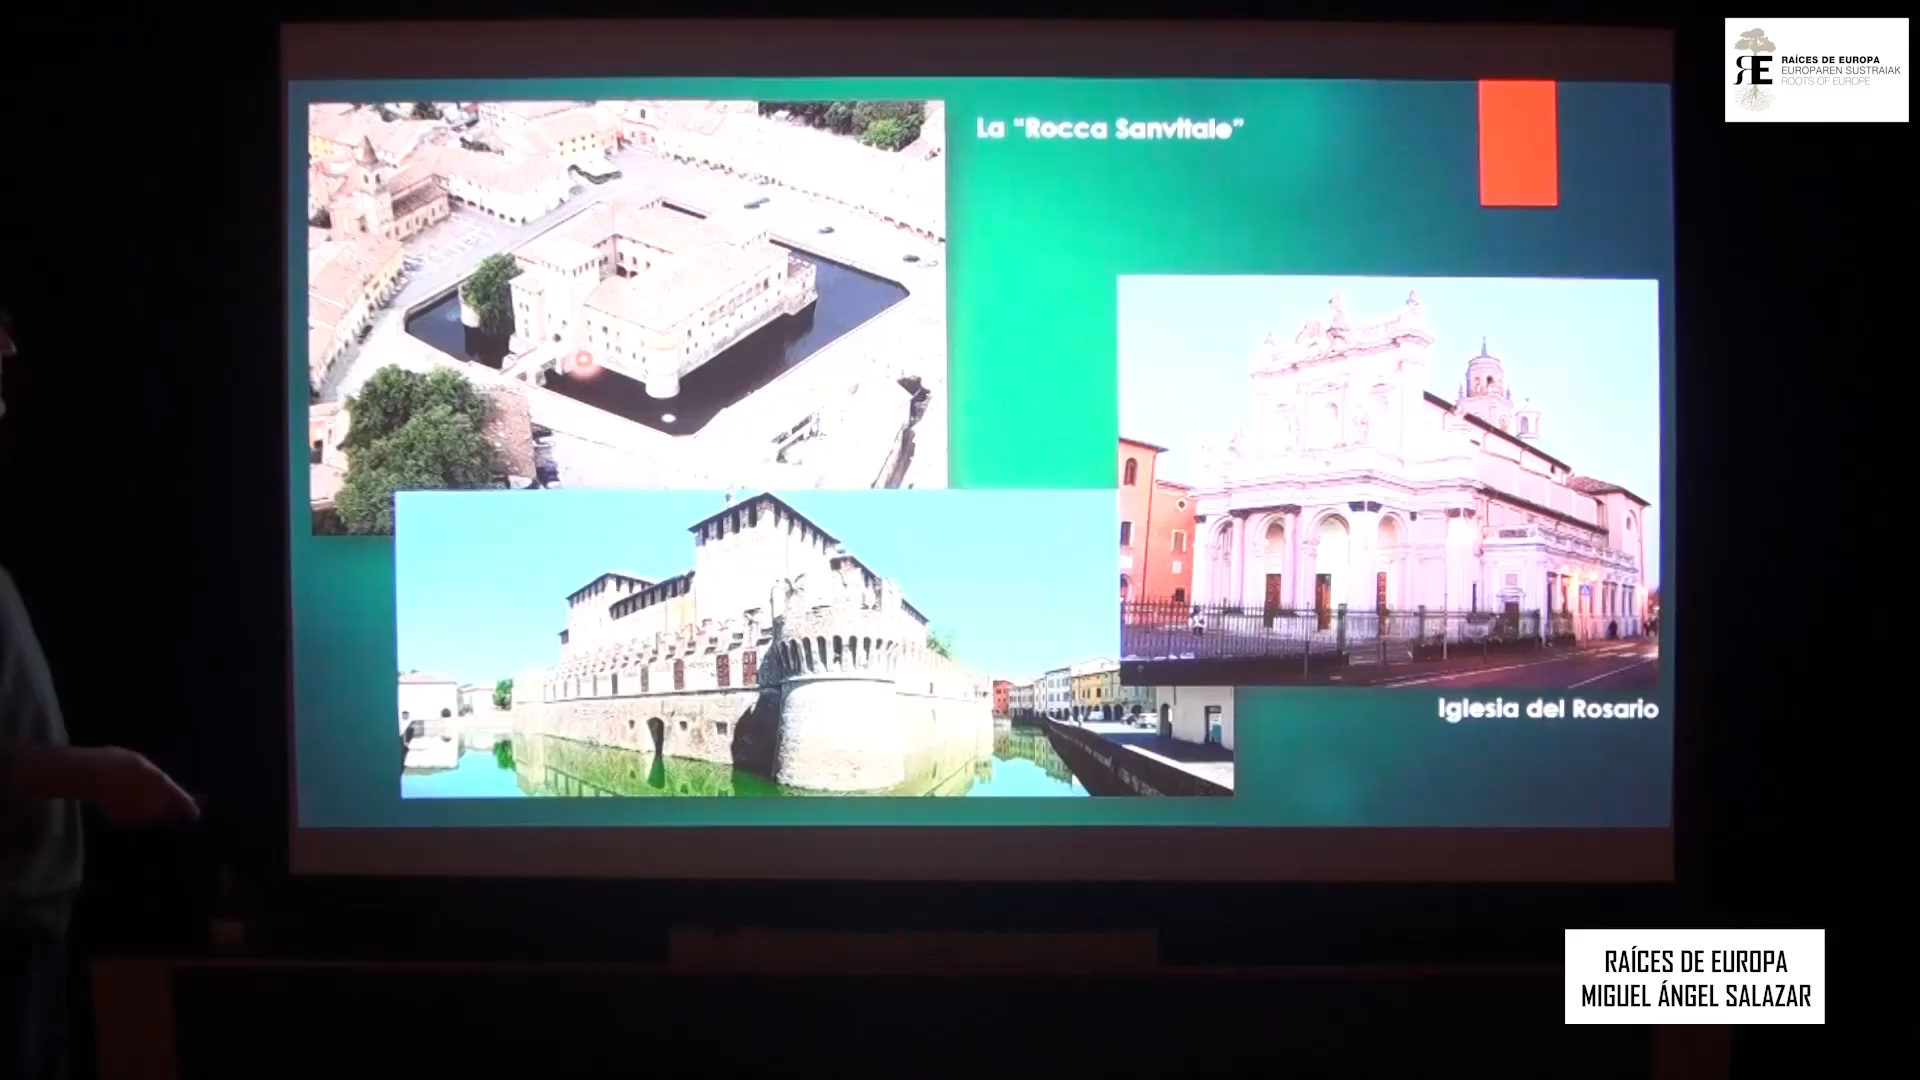 RAÍCES DE EUROPA
EUROPAREN SUSTRAIAK
ROOTS OF EUROPE
La “Rocca Sanvitale”
Iglesia del Rosario
RAÍCES DE EUROPA
MIGUEL ÁNGEL SALAZAR